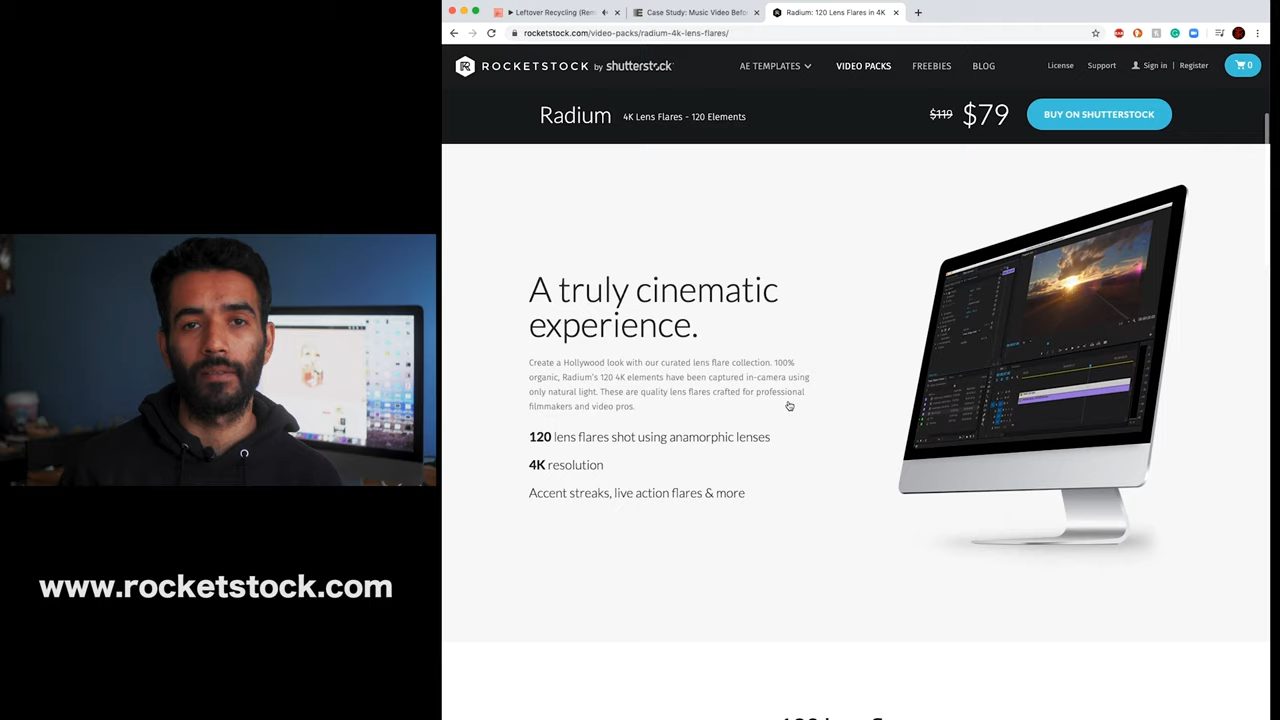 Leftover Recycling (Rem
Case Study: Music Video Befor
Radium: 120 Lens Flares in 4K
rocketstock.com/video-packs/radium-4k-lens-flares/
ROCKETSTOCK by shutterstock
AE TEMPLATES
VIDEO PACKS
FREEBIES
BLOG
License
Support
Sign in | Register
0
Radium
4K Lens Flares - 120 Elements
$119
$79
BUY ON SHUTTERSTOCK
A truly cinematic
experience.
Create a Hollywood look with our curated lens flare collection. 100%
organic, Radium's 120 4K elements have been captured in-camera using
only natural light. These are quality lens flares crafted for professional
filmmakers and video pros.
120 lens flares shot using anamorphic lenses
4K resolution
Accent streaks, live action flares & more
www.rocketstock.com